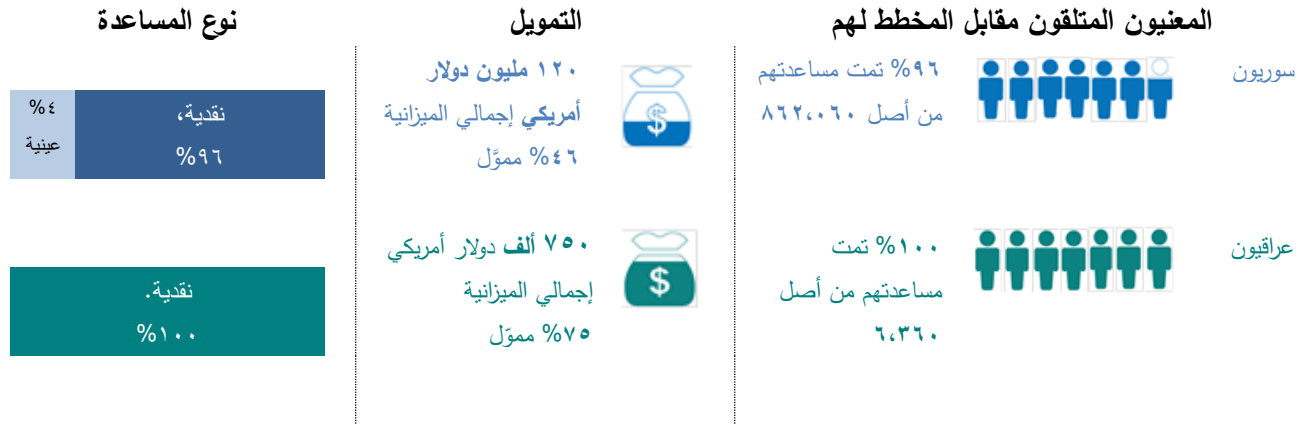 المعنيون المتلقون مقابل المخطط لهم
التمويل
نوع المساعدة
سوريون
٩٦% تمت مساعدتهم
من أصل ٨٦٢،٠٦٠
$
١٢٠ مليون دولار
أمريكي إجمالي الميزانية
٤٦% مموَّل
نقدية،
٩٦%
٤%
عينية
عراقيون
١٠٠% تمت
مساعدتهم من أصل
٦،٣٦٠
$
٧٥٠ ألف دولار أمريكي
إجمالي الميزانية
٧٥% مموّل
نقدية.
١٠٠%